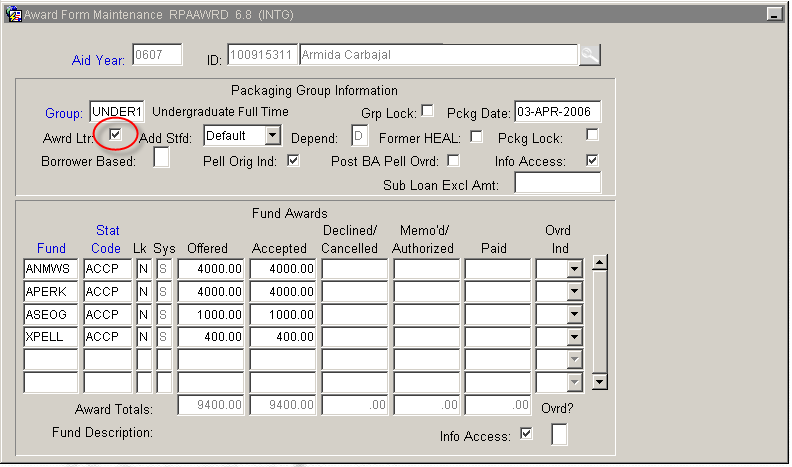 Award Form Maintenance RPAAWRD 6.8 (INTG)
Aid Year: 0607 ID: 100915311 Armida Carbajal
Packaging Group Information
Group: UNDER1 Undergraduate Full Time Grp Lock: Pckg Date: 03-APR-2006
Awrd Ltr: Add Stfd: Default Depend: D Former HEAL: Pckg Lock:
Borrower Based: Pell Orig Ind: Post BA Pell Ovrd: Info Access:
Sub Loan Excl Amt:
Fund Awards
Stat Declined/ Memo'd/ Ovrd
Fund Code Lk Sys Offered Accepted Cancelled Authorized Paid Ind
ANMWS ACCP N S 4000.00 4000.00
APERK ACCP N S 4000.00 4000.00
ASEOG ACCP N S 1000.00 1000.00
XPELL ACCP N S 400.00 400.00
Award Totals: 9400.00 9400.00 .00 .00 .00 Ovrd?
Fund Description: Info Access: